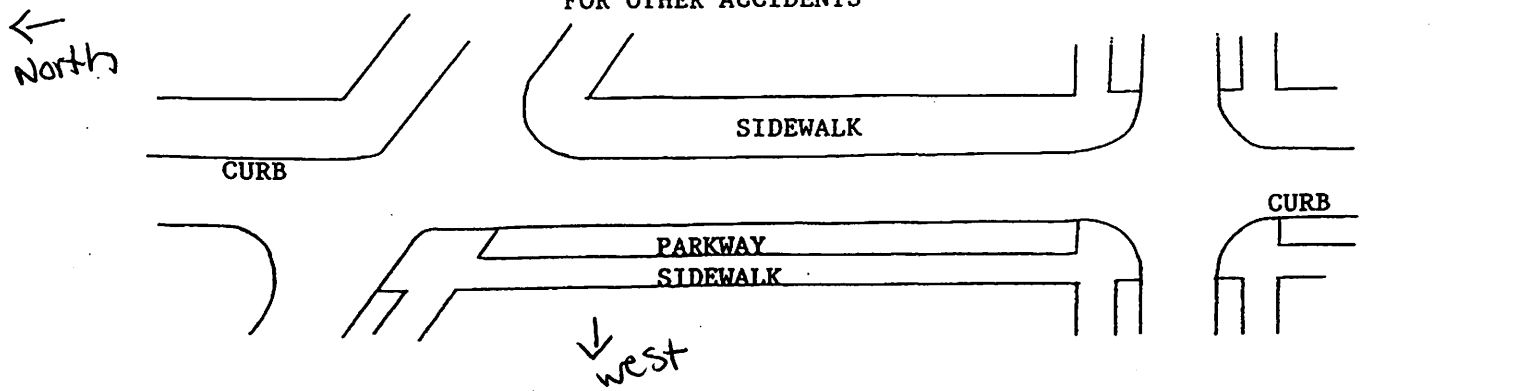 FOR OTHER ACCIDENTS
North
SIDEWALK
CURB
CURB
PARKWAY
SIDEWALK
west